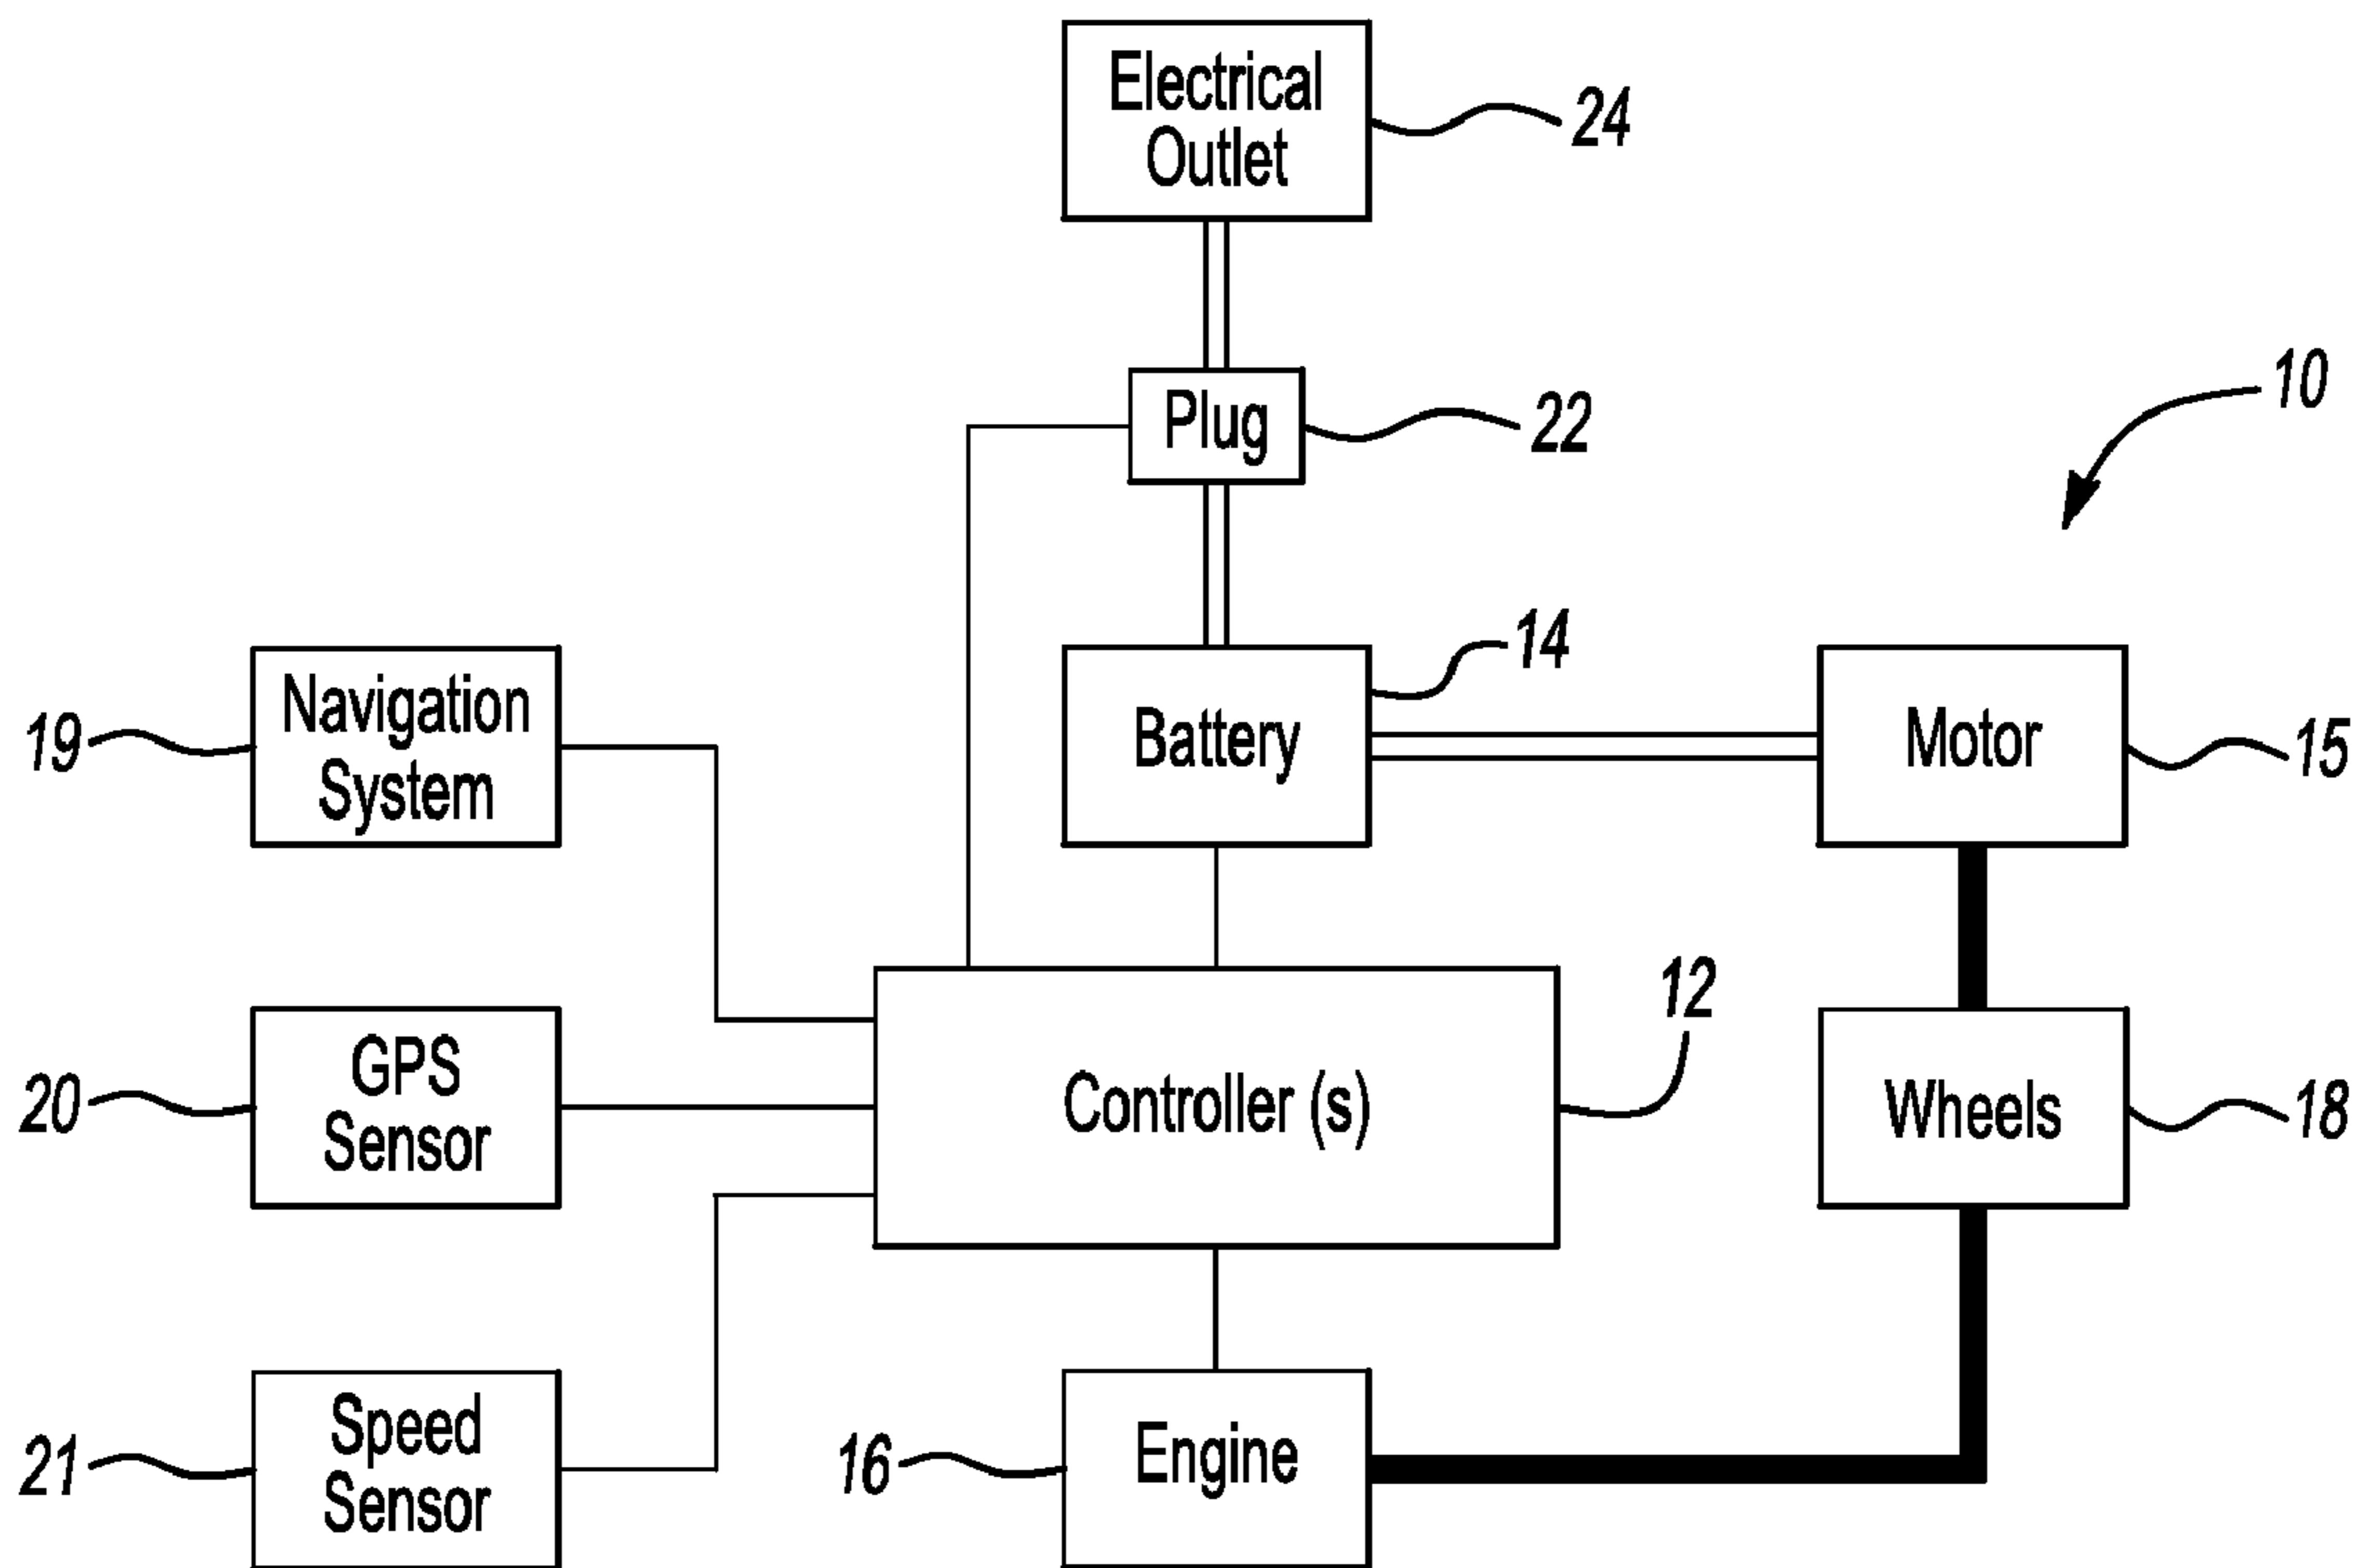 Electrical
Outlet
24
Plug
22
10
14
Navigation
System
19
Battery
Motor
15
12
GPS
Sensor
20
Controller (s)
Wheels
18
Speed
Sensor
21
16
Engine